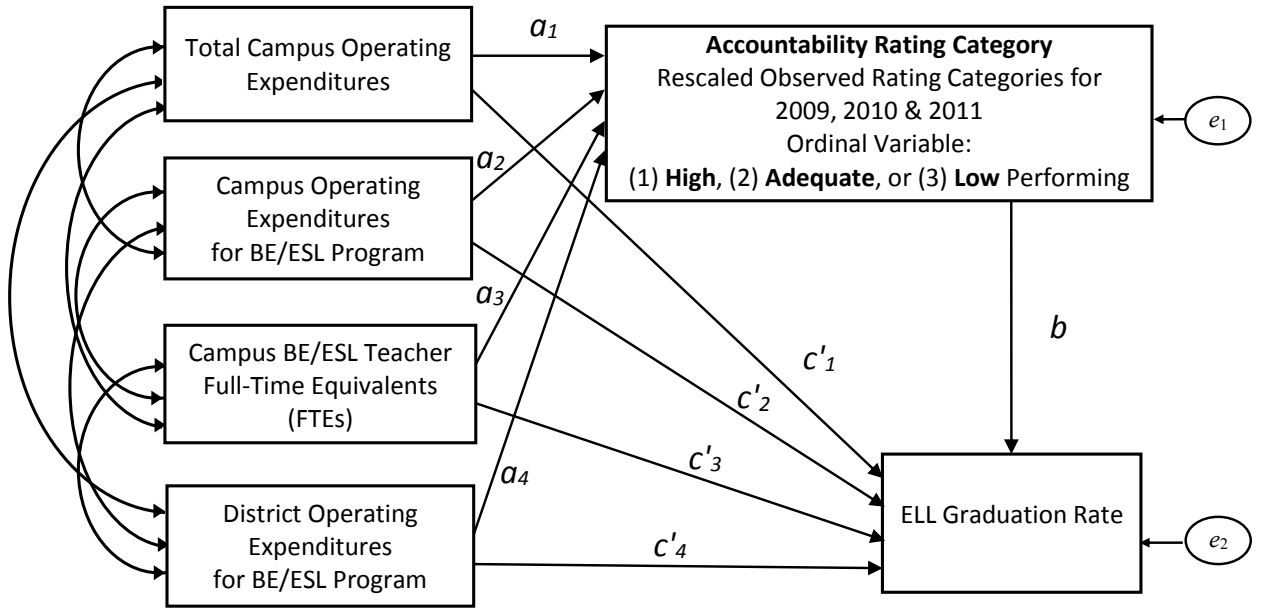 Total Campus Operating
Expenditures
Campus Operating
Expenditures
for BE/ESL Program
Campus BE/ESL Teacher
Full-Time Equivalents
(FTEs)
District Operating
Expenditures
for BE/ESL Program
a1
a2
a3
a4
Accountability Rating Category
Rescaled Observed Rating Categories for
2009, 2010 & 2011
Ordinal Variable:
(1) High, (2) Adequate, or (3) Low Performing
e1
b
c'1
c'2
c'3
c'4
ELL Graduation Rate
e2